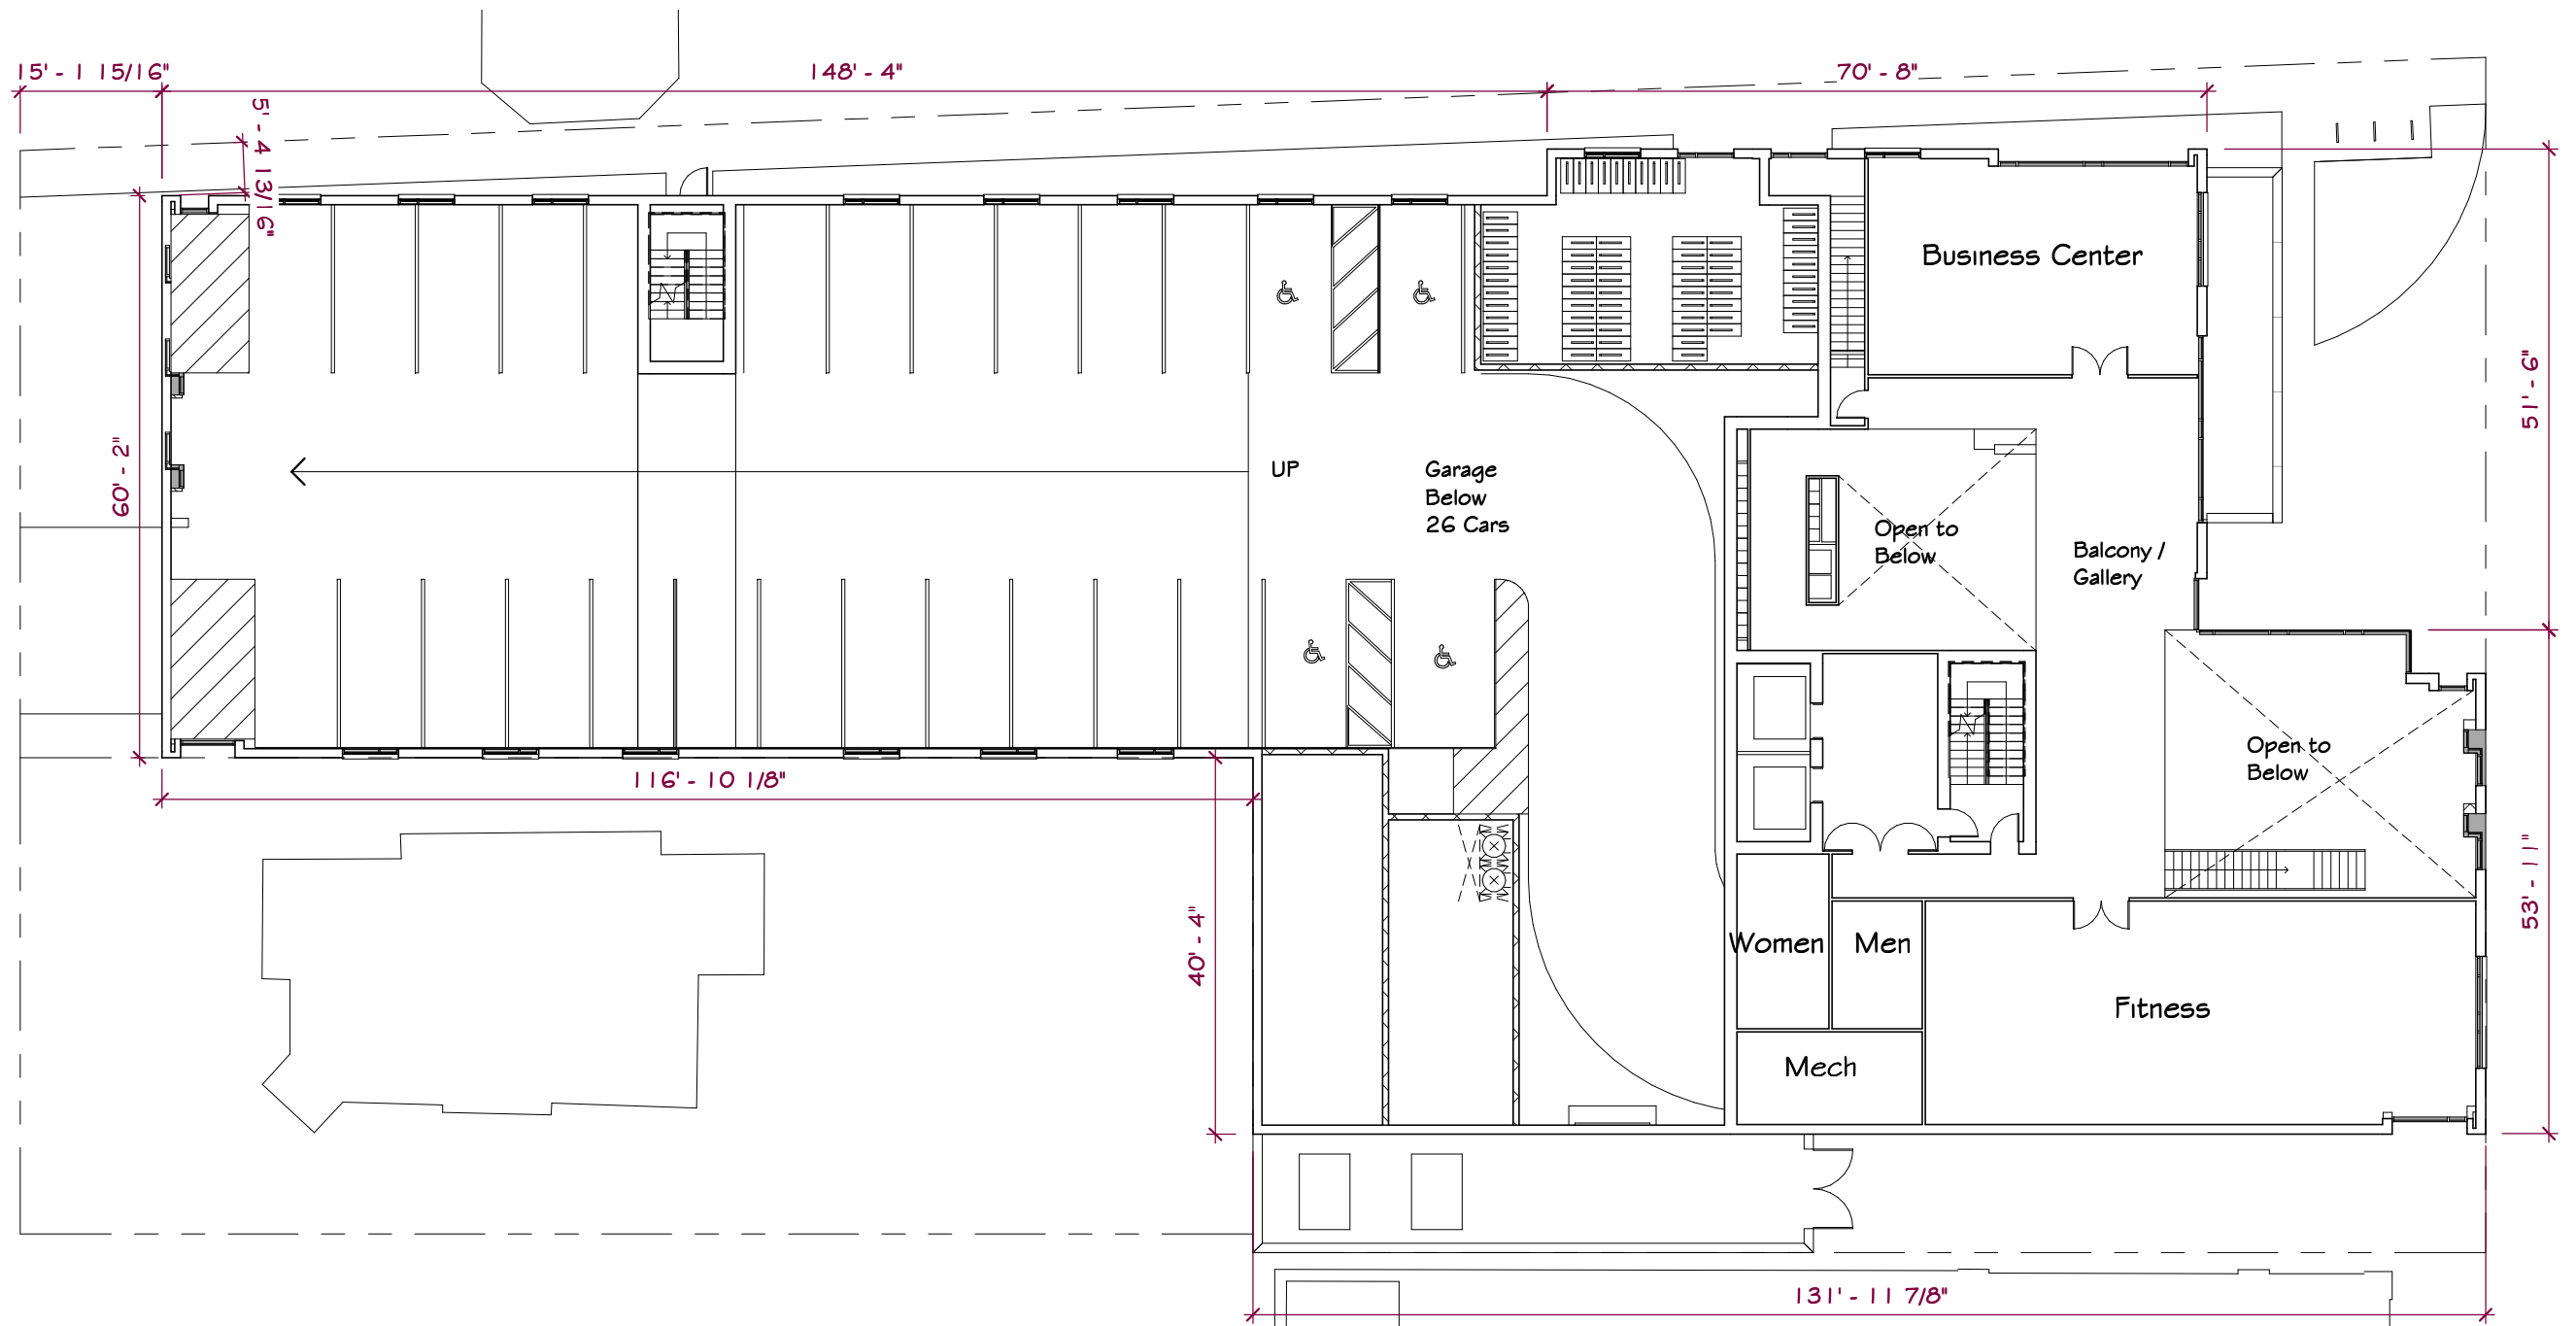 15' - 1 15/16"
148' - 4"
70' - 8"
5' - 4 13/16"
60' - 2"
51' - 6"
Business Center
UP
Garage
Below
26 Cars
Open to
Below
Balcony /
Gallery
Open to
Below
116' - 10 1/8"
40' - 4"
53' - 11"
Women
Men
Fitness
Mech
131' - 11 7/8"